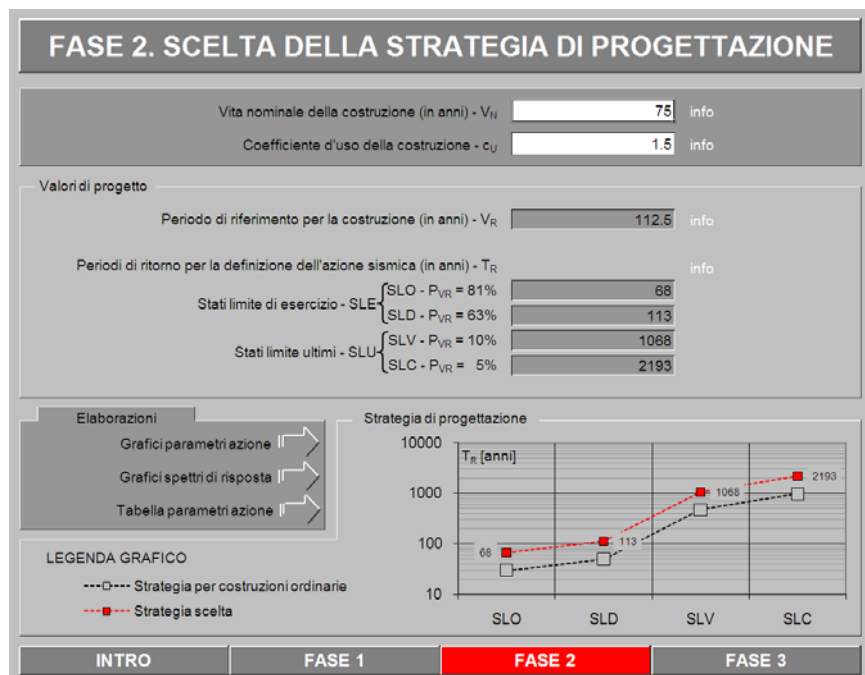 FASE 2. SCELTA DELLA STRATEGIA DI PROGETTAZIONE
Vita nominale della costruzione (in anni) - VN 75 info
Coefficiente d'uso della costruzione - cU 1.5 info
Valori di progetto
Periodo di riferimento per la costruzione (in anni) - VR 112.5 info
Periodi di ritorno per la definizione dell'azione sismica (in anni) - TR info
Stati limite di esercizio - SLE
SLO - PVR = 81% 68
SLD - PVR = 63% 113
Stati limite ultimi - SLU
SLV - PVR = 10% 1068
SLC - PVR = 5% 2193
Elaborazioni
Grafici parametri azione
Grafici spettri di risposta
Tabella parametri azione
LEGENDA GRAFICO
Strategia per costruzioni ordinarie
Strategia scelta
Strategia di progettazione
TR [anni]
10000
1000
100
10
68
113
1068
2193
SLO SLD SLV SLC
INTRO FASE 1 FASE 2 FASE 3